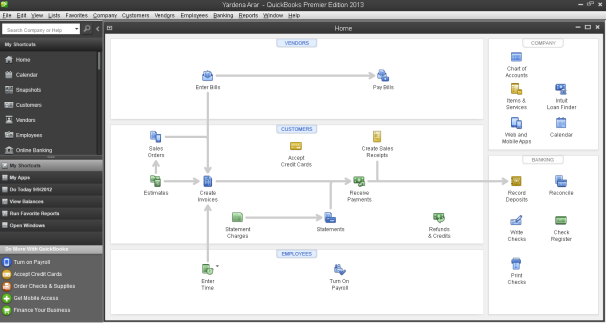 Yardena Arar - QuickBooks Premier Edition 2013
File Edit View Lists Favorites Company Customers Vendors Employees Banking Reports Window Help
Search Company or Help
Home
My Shortcuts
Home
Calendar
Snapshots
Customers
Vendors
Employees
Online Banking
My Shortcuts
My Apps
Do Today 9/9/2012
View Balances
Run Favorite Reports
Open Windows
Do More With QuickBooks
Turn on Payroll
Accept Credit Cards
Order Checks & Supplies
Get Mobile Access
Finance Your Business
VENDORS
Enter Bills
Pay Bills
CUSTOMERS
Sales
Orders
Accept
Credit Cards
Create Sales
Receipts
Estimates
Create
Invoices
Receive
Payments
Statement
Charges
Statements
Refunds
& Credits
EMPLOYEES
Enter
Time
Turn On
Payroll
COMPANY
Chart of
Accounts
Items &
Services
Intuit
Loan Finder
Web and
Mobile Apps
Calendar
BANKING
Record
Deposits
Reconcile
Write
Checks
Check
Register
Print
Checks